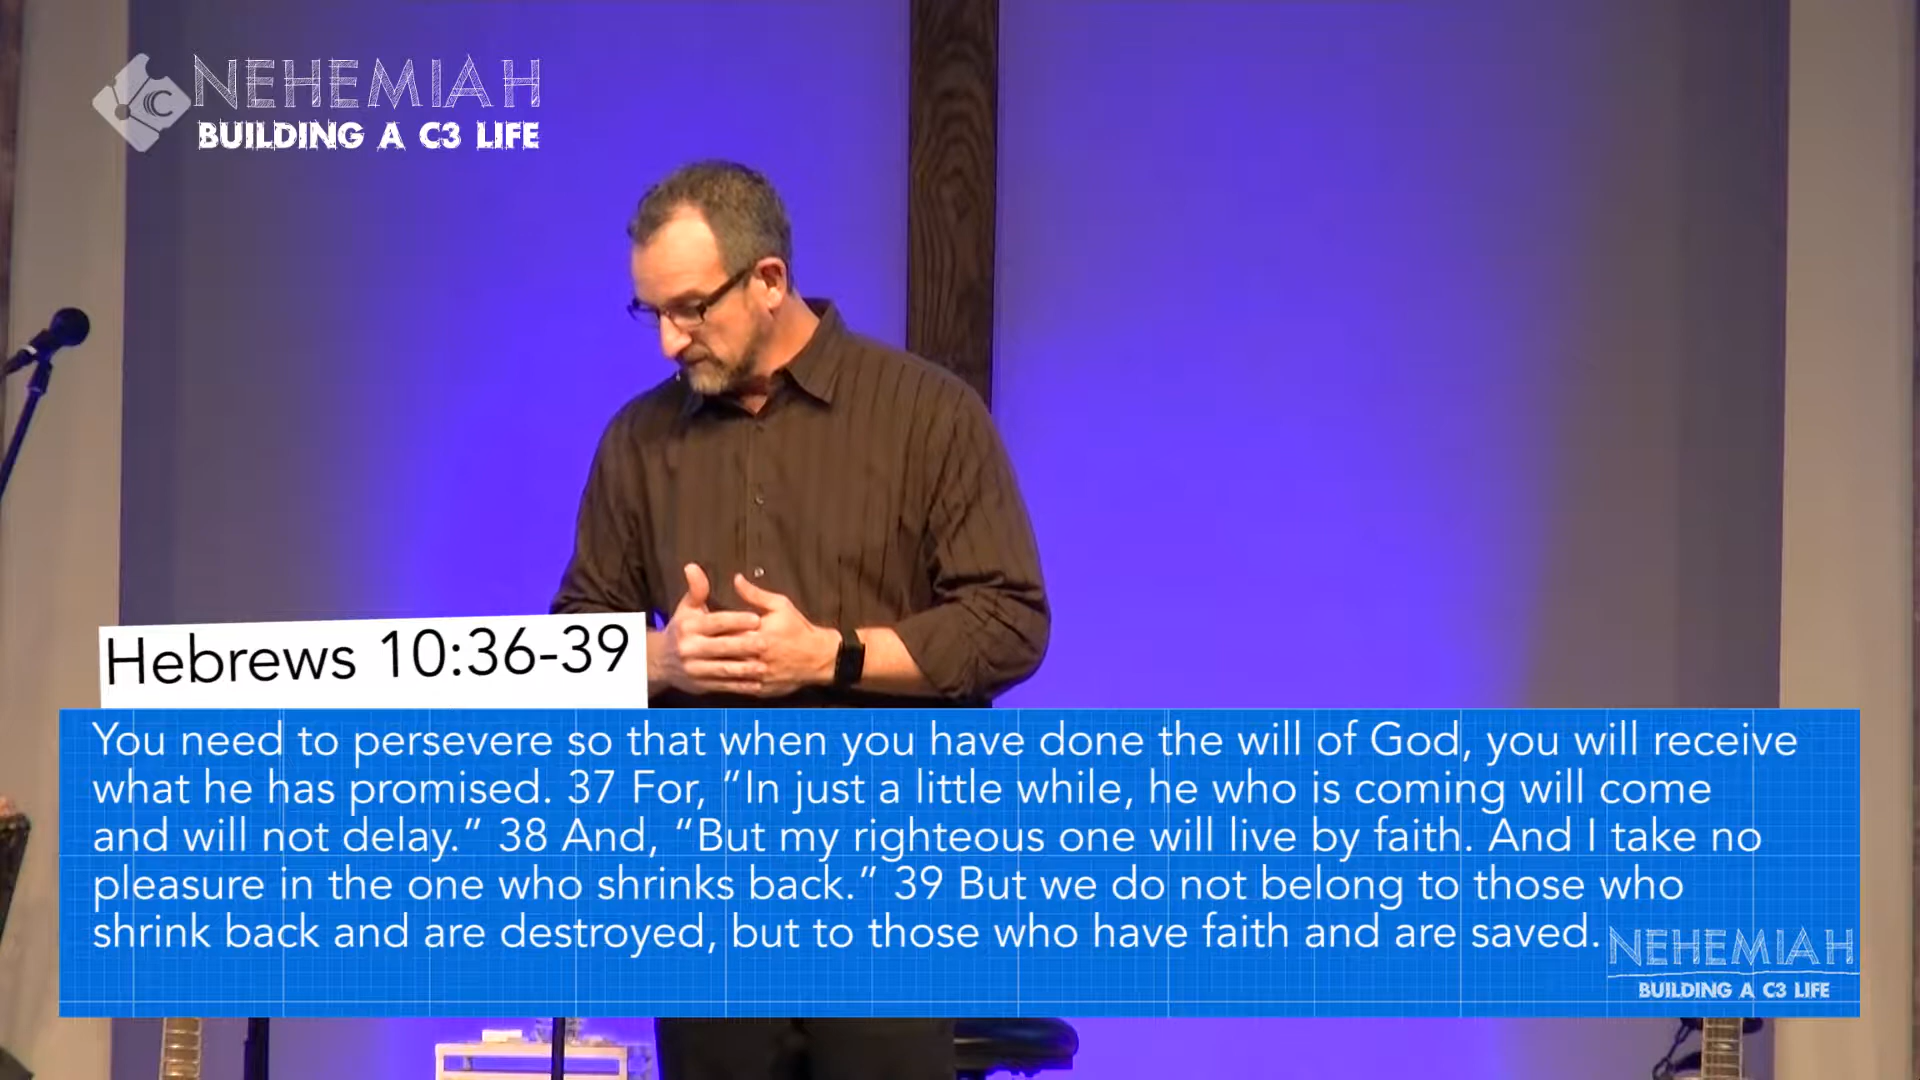 NEHEMIAH
BUILDING A C3 LIFE
Hebrews 10:36-39
You need to persevere so that when you have done the will of God, you will receive
what he has promised. 37 For, “In just a little while, he who is coming will come
and will not delay.” 38 And, “But my righteous one will live by faith. And I take no
pleasure in the one who shrinks back.” 39 But we do not belong to those who
shrink back and are destroyed, but to those who have faith and are saved.
NEHEMIAH
BUILDING A C3 LIFE